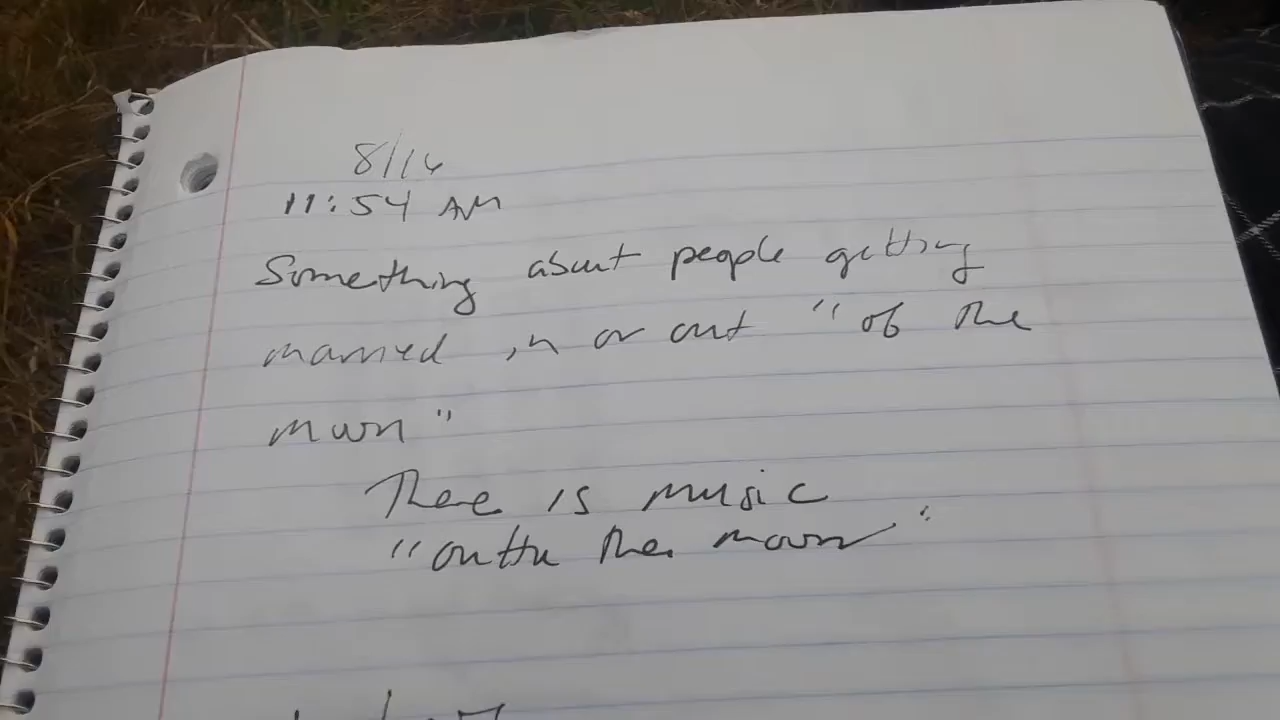 8/16
11:54 AM
Something about people getting
married in or out "of the
moon"
There is music
"on the moon"